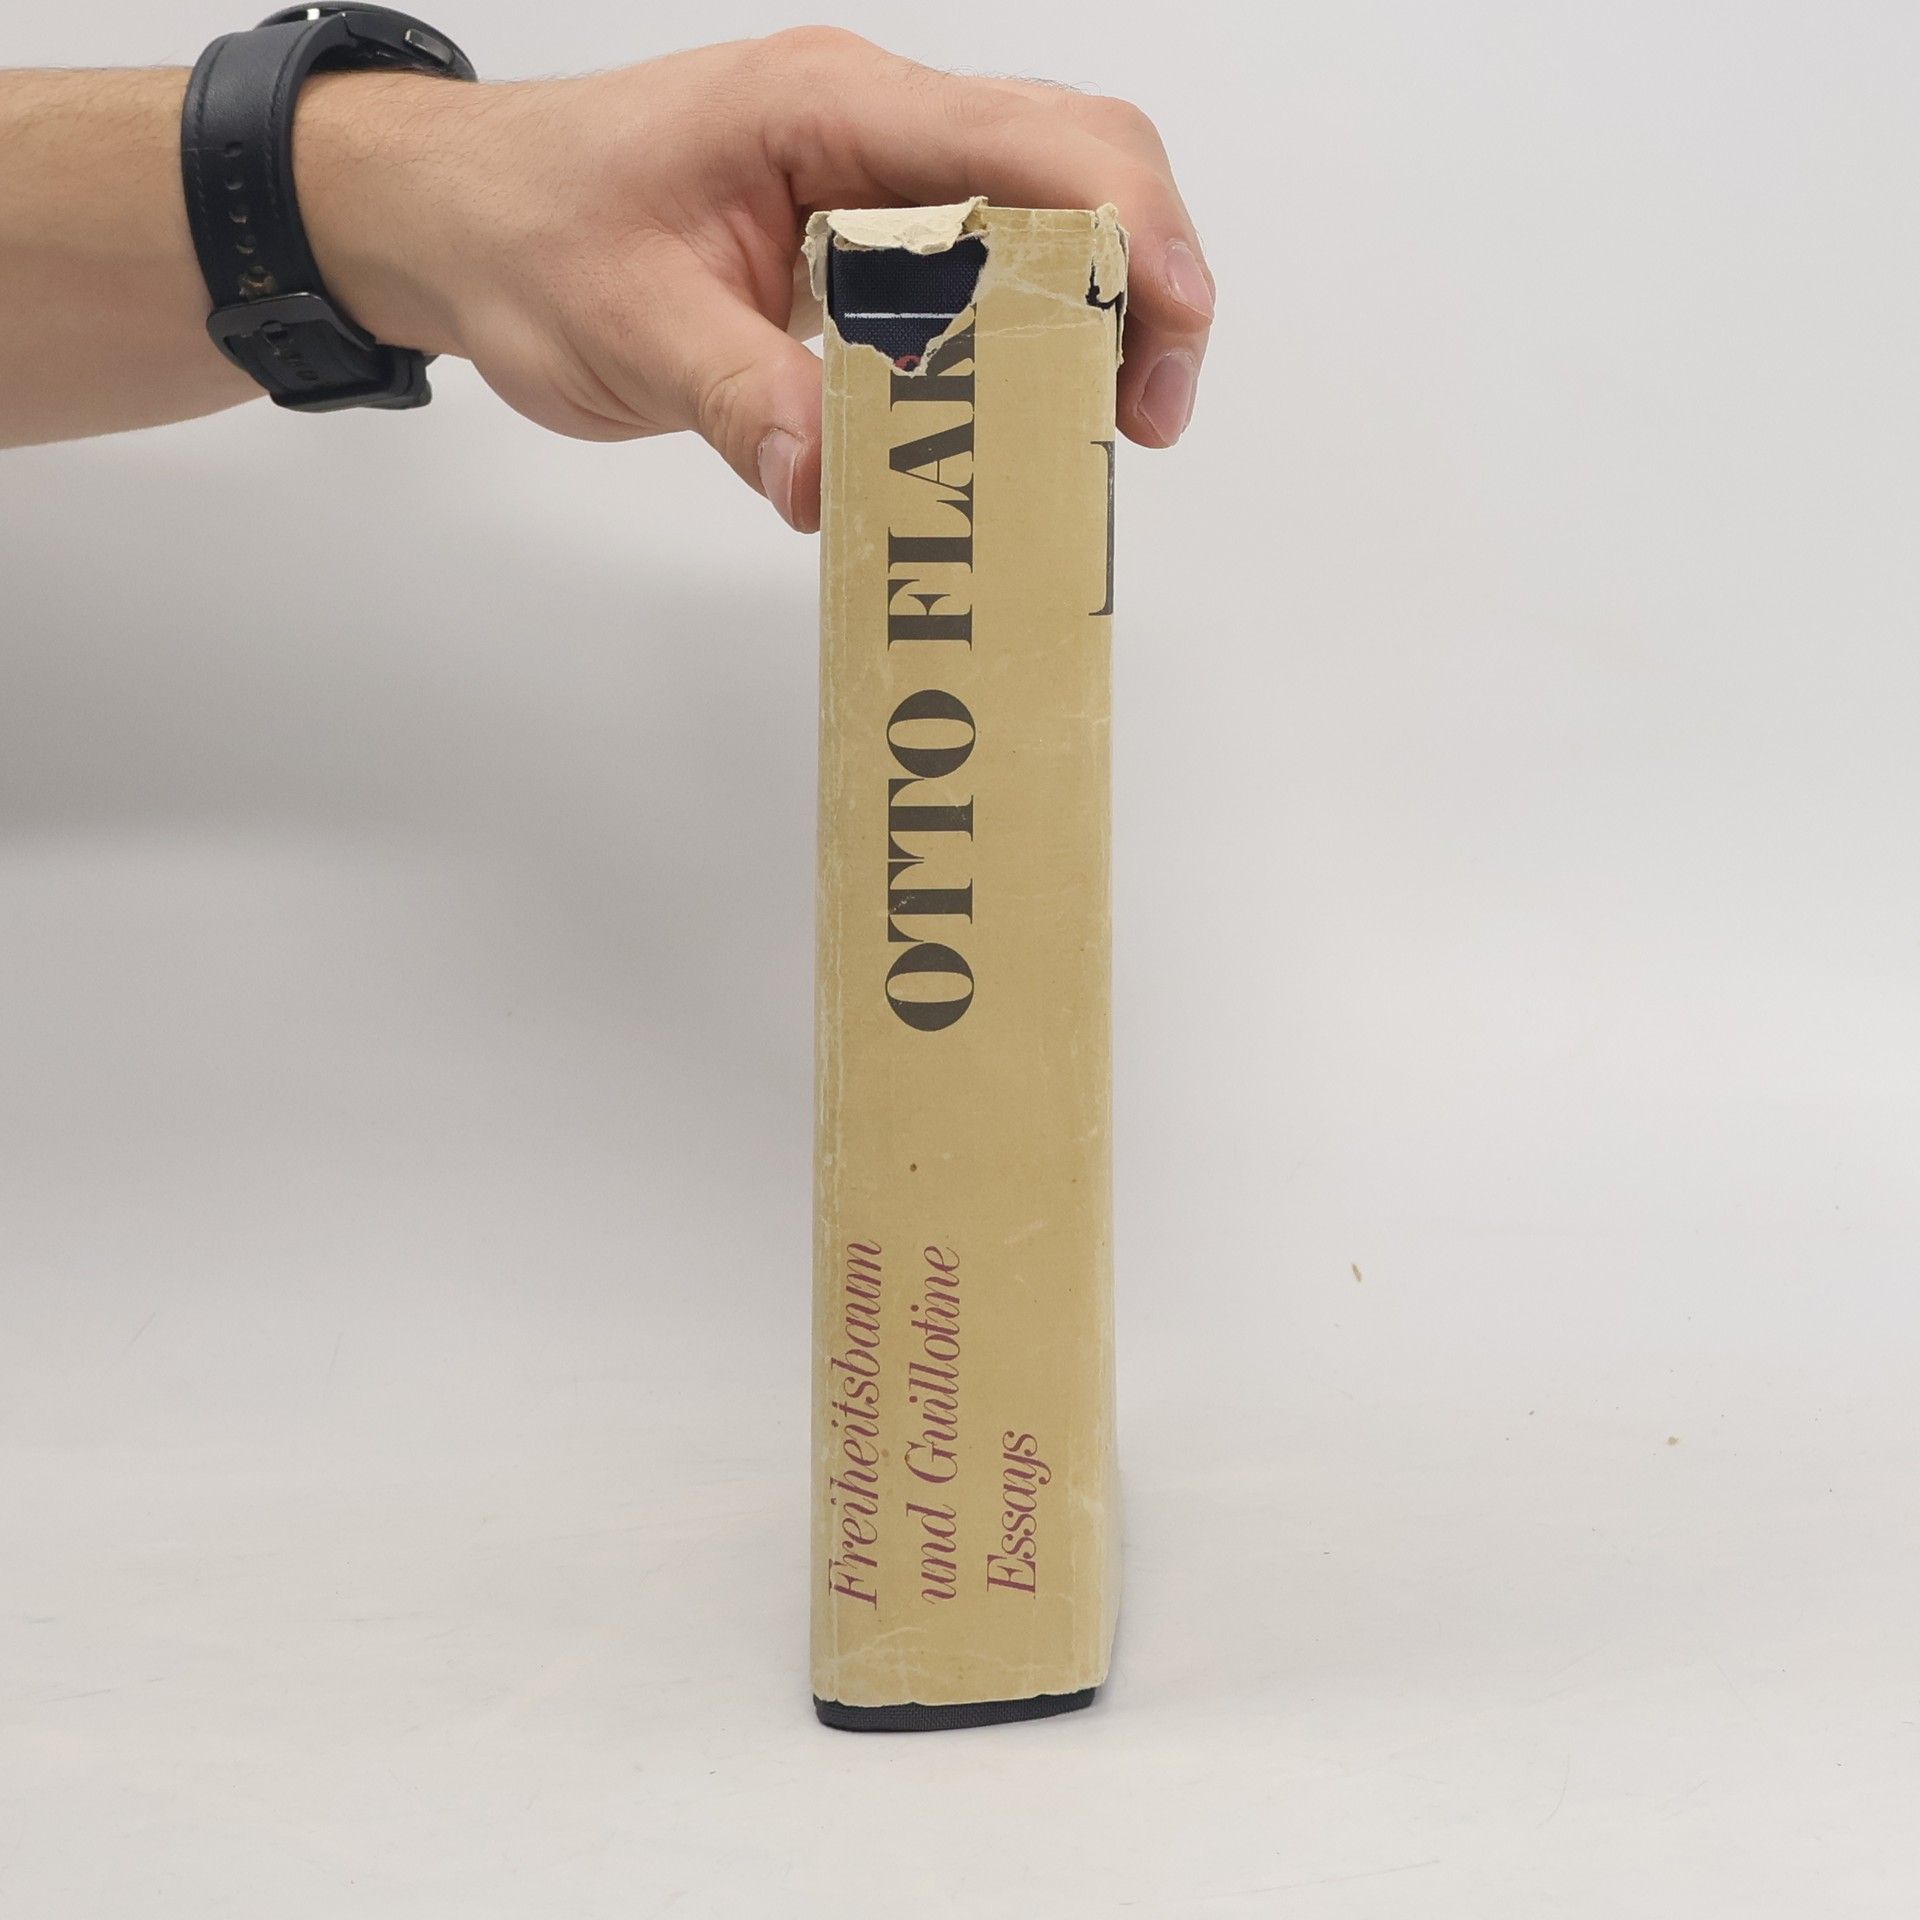 OTTO FLAK
Freiheitsbaum
und Guillotine
Essays